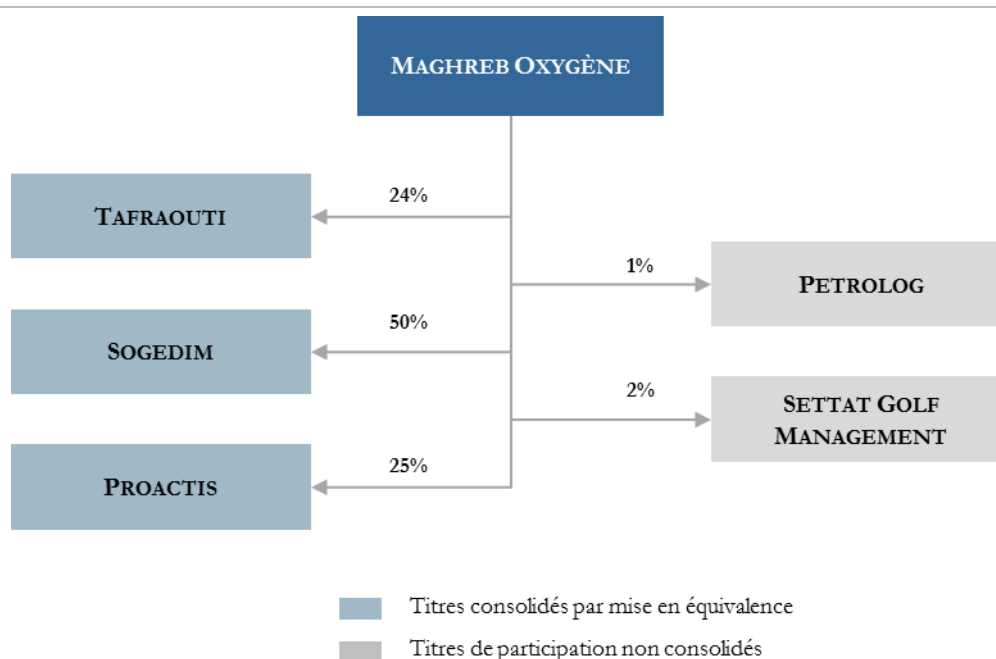 MAGHREB OXYGÈNE
24%
TAFRAOUTI
1%
PETROLOG
50%
SOGEDIM
2%
SETTAT GOLF
MANAGEMENT
25%
PROACTIS
Titres consolidés par mise en équivalence
Titres de participation non consolidés